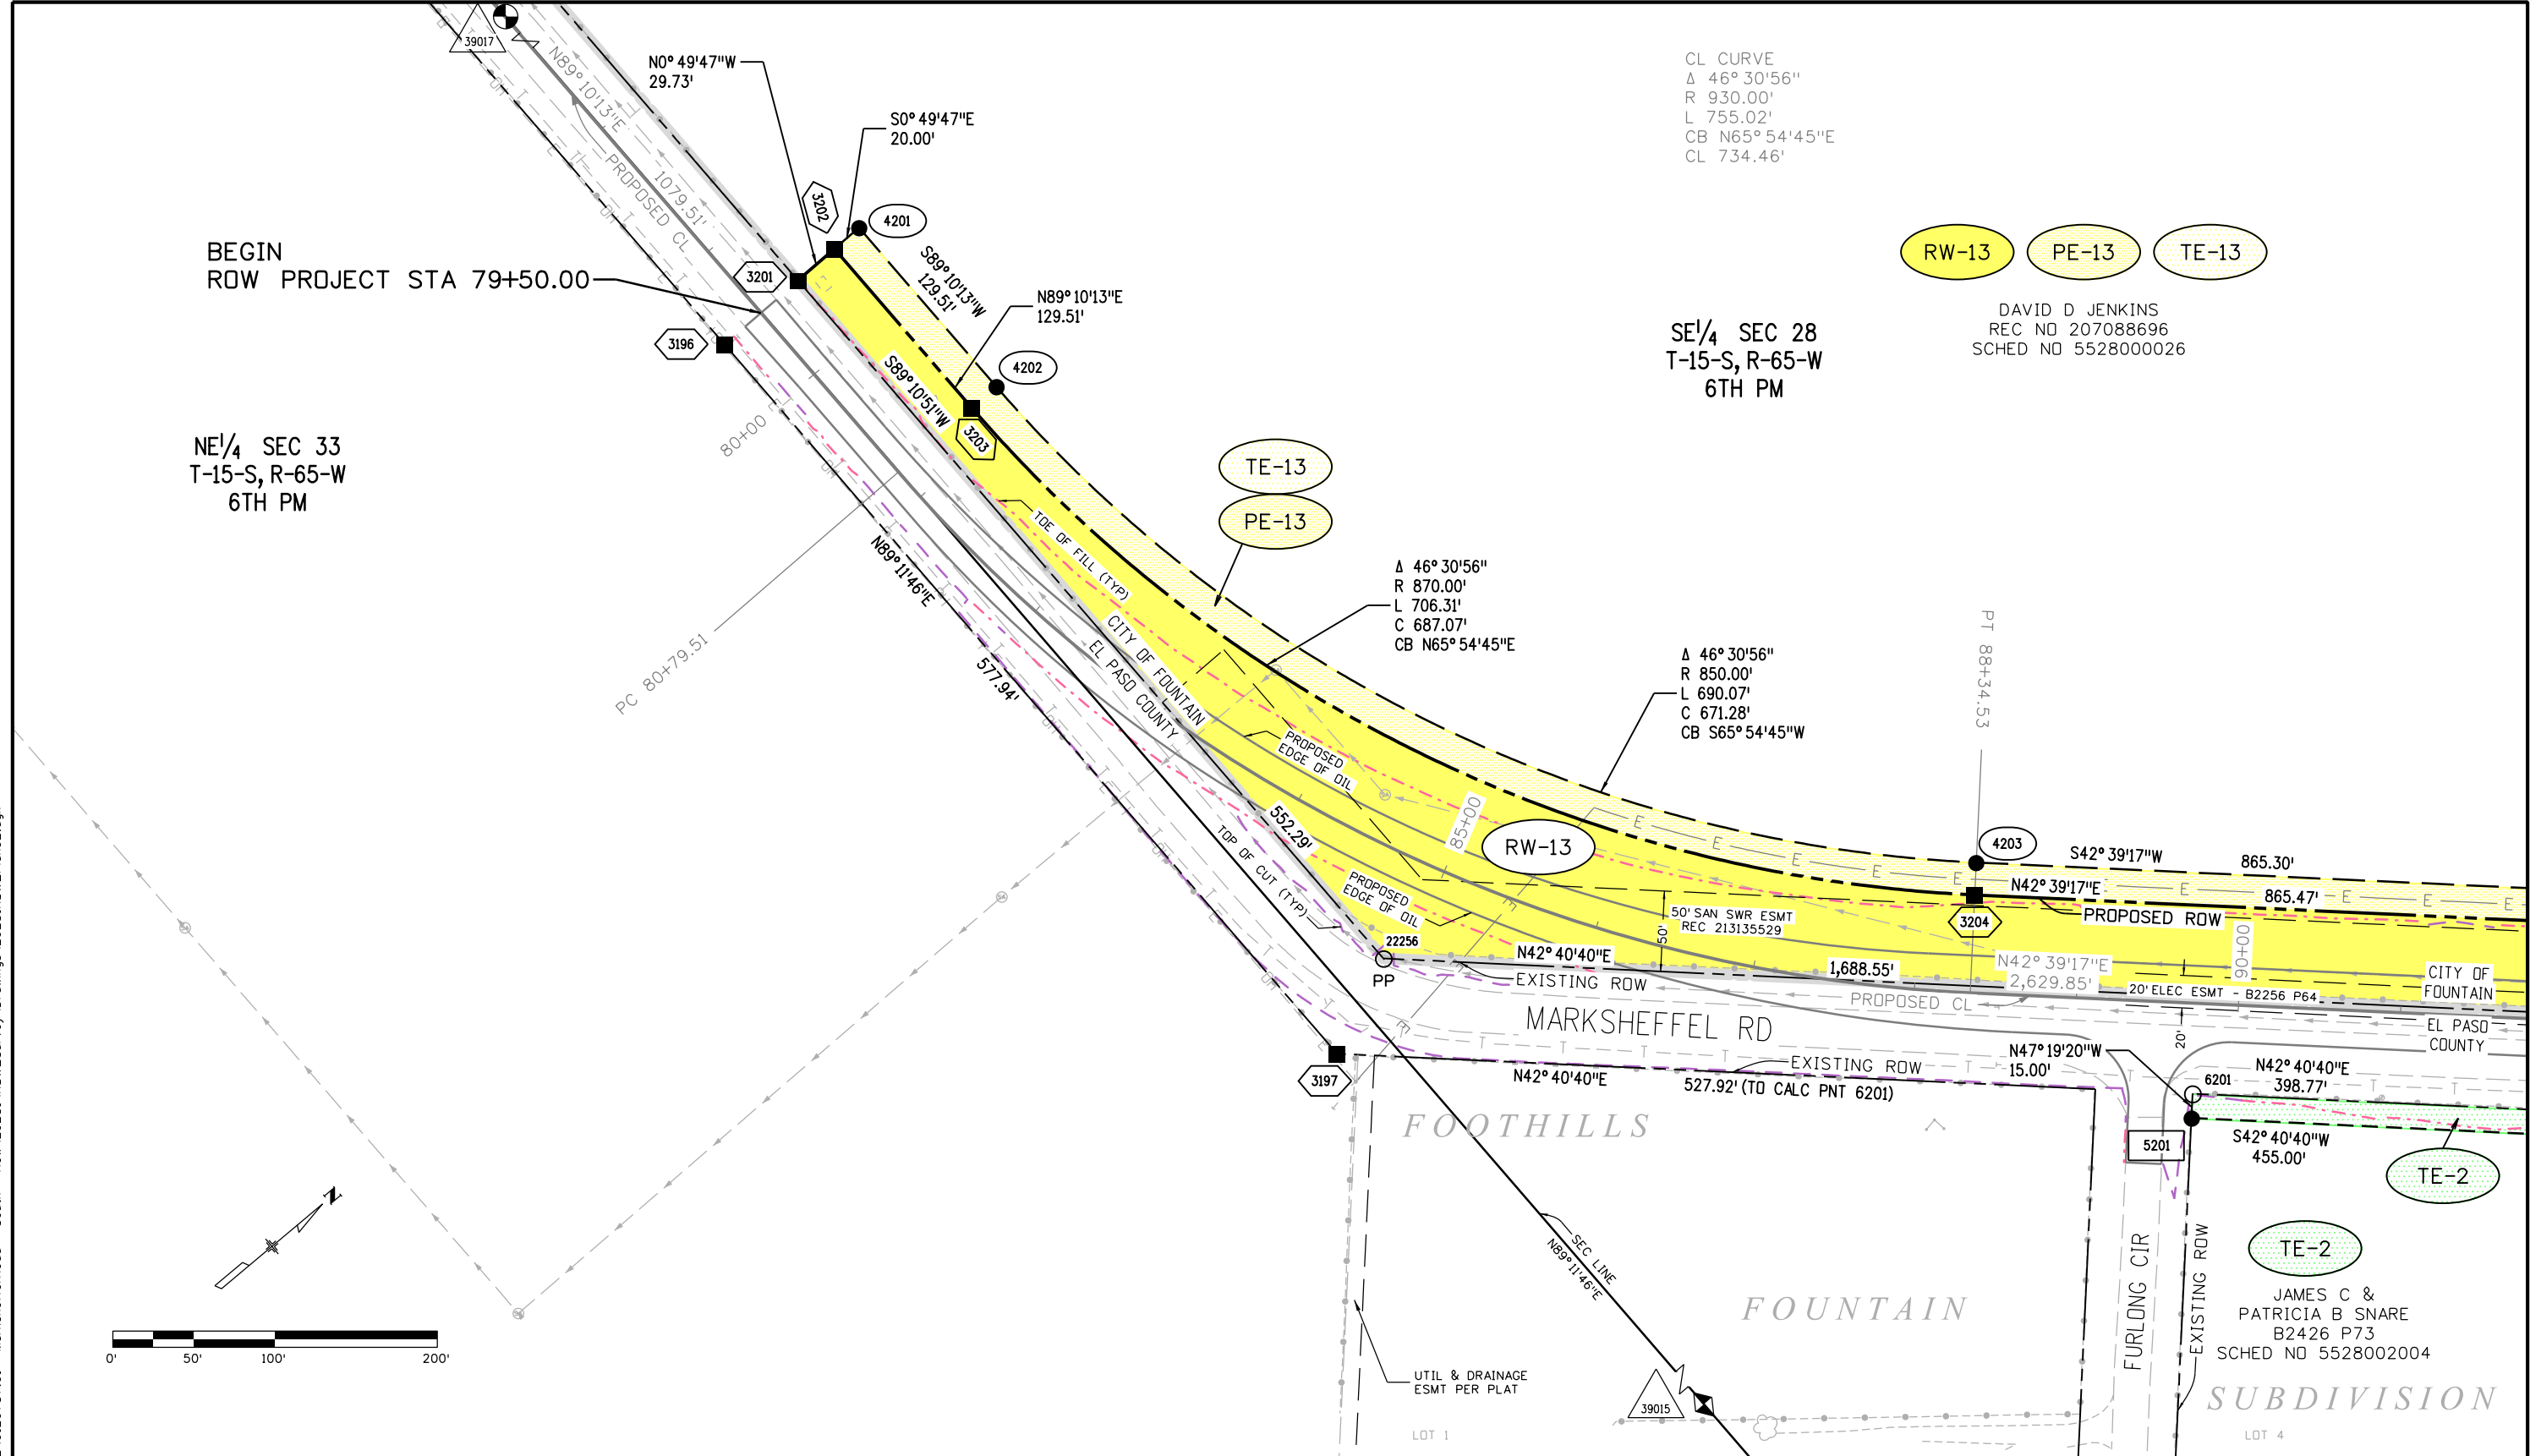 39017
N89°10'13"E
PROPOSED CL
1079.51'
N0°49'47"W
29.73'
S0°49'47"E
20.00'
CL CURVE
Δ 46°30'56"
R 930.00'
L 755.02'
CB N65°54'45"E
CL 734.46'
3202
4201
3201
BEGIN
ROW PROJECT STA 79+50.00
S89°10'13"W
129.51'
N89°10'13"E
129.51'
RW-13
PE-13
TE-13
DAVID D JENKINS
REC NO 207088696
SCHED NO 5528000026
SE1/4 SEC 28
T-15-S, R-65-W
6TH PM
3196
4202
S89°10'51"W
3203
80+00
NE1/4 SEC 33
T-15-S, R-65-W
6TH PM
TE-13
PE-13
TOE OF FILL (TYP)
N89°11'46"E
577.94'
CITY OF FOUNTAIN
EL PASO COUNTY
Δ 46°30'56"
R 870.00'
L 706.31'
C 687.07'
CB N65°54'45"E
PC 80+79.51
Δ 46°30'56"
R 850.00'
L 690.07'
C 671.28'
CB S65°54'45"W
PT 88+34.53
PROPOSED
EDGE OF OIL
552.29'
TOP OF CUT (TYP)
85+00
RW-13
4203
S42°39'17"W
865.30'
N42°39'17"E
865.47'
PROPOSED ROW
3204
PROPOSED
EDGE OF OIL
50' SAN SWR ESMT
REC 213135529
50'
22256
PP
N42°40'40"E
EXISTING ROW
1,688.55'
N42°39'17"E
2,629.85'
90+00
PROPOSED CL
20' ELEC ESMT - B2256 P64
CITY OF
FOUNTAIN
EL PASO
COUNTY
20'
MARKSHEFFEL RD
3197
N42°40'40"E
EXISTING ROW
527.92' (TO CALC PNT 6201)
N47°19'20"W
15.00'
6201
N42°40'40"E
398.77'
5201
S42°40'40"W
455.00'
TE-2
FOOTHILLS
SEC LINE
N89°11'46"E
N
TE-2
JAMES C &
PATRICIA B SNARE
B2426 P73
SCHED NO 5528002004
FOUNTAIN
FURLONG CIR
EXISTING ROW
0' 50' 100' 200'
UTIL & DRAINAGE
ESMT PER PLAT
39015
SUBDIVISION
LOT 1
LOT 4